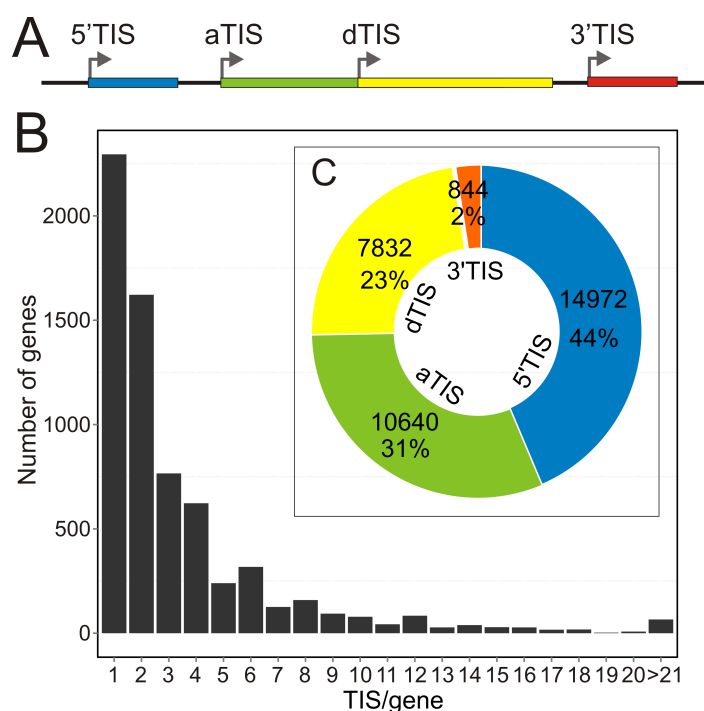 A
5’TIS aTIS dTIS 3’TIS
B
C
844
2%
3'TIS
14972
44%
5'TIS
10640
31%
aTIS
7832
23%
dTIS
Number of genes
2000
1500
1000
500
0
1 2 3 4 5 6 7 8 9 10 11 12 13 14 15 16 17 18 19 20 >21
TIS/gene